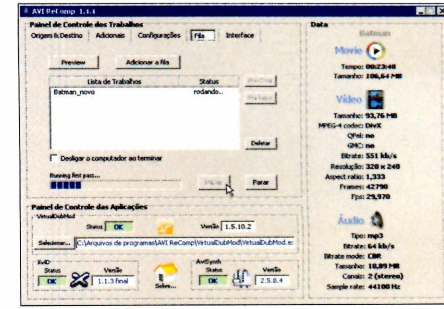 AVI ReComp 1.4.4
Painel de Controle dos Trabalhos
Origem & Destino Adicionais Configurações Fila Interface
Preview Adicionar a fila
Lista de Trabalhos Status
Batman_novo rodando..
Deletar
Desligar o computador ao terminar
Running first pass...
Iniciar Parar
Painel de Controle das Aplicações
VirtualDubMod
Status OK Versão 1.5.10.2
Selecionar... C:\Arquivos de programas\AVI ReComp\VirtualDubMod\VirtualDubMod.ex
XviD
Status Versão
OK 1.1.3 final
Sobre...
AviSynth
Status Versão
OK 2.5.8.4
Data
Batman
Movie
Tempo: 00:23:48
Tamanho: 106,64 MB
Vídeo
Tamanho: 93,76 MB
MPEG-4 codec: DivX
QPel: no
GMC: no
Bitrate: 551 kb/s
Resolução: 320 x 240
Aspect ratio: 1,333
Frames: 42790
Fps: 29,970
Áudio
Tipo: mp3
Bitrate: 64 kb/s
Bitrate mode: CBR
Tamanho: 10,89 MB
Canais: 2 (stereo)
Sample rate: 44100 Hz